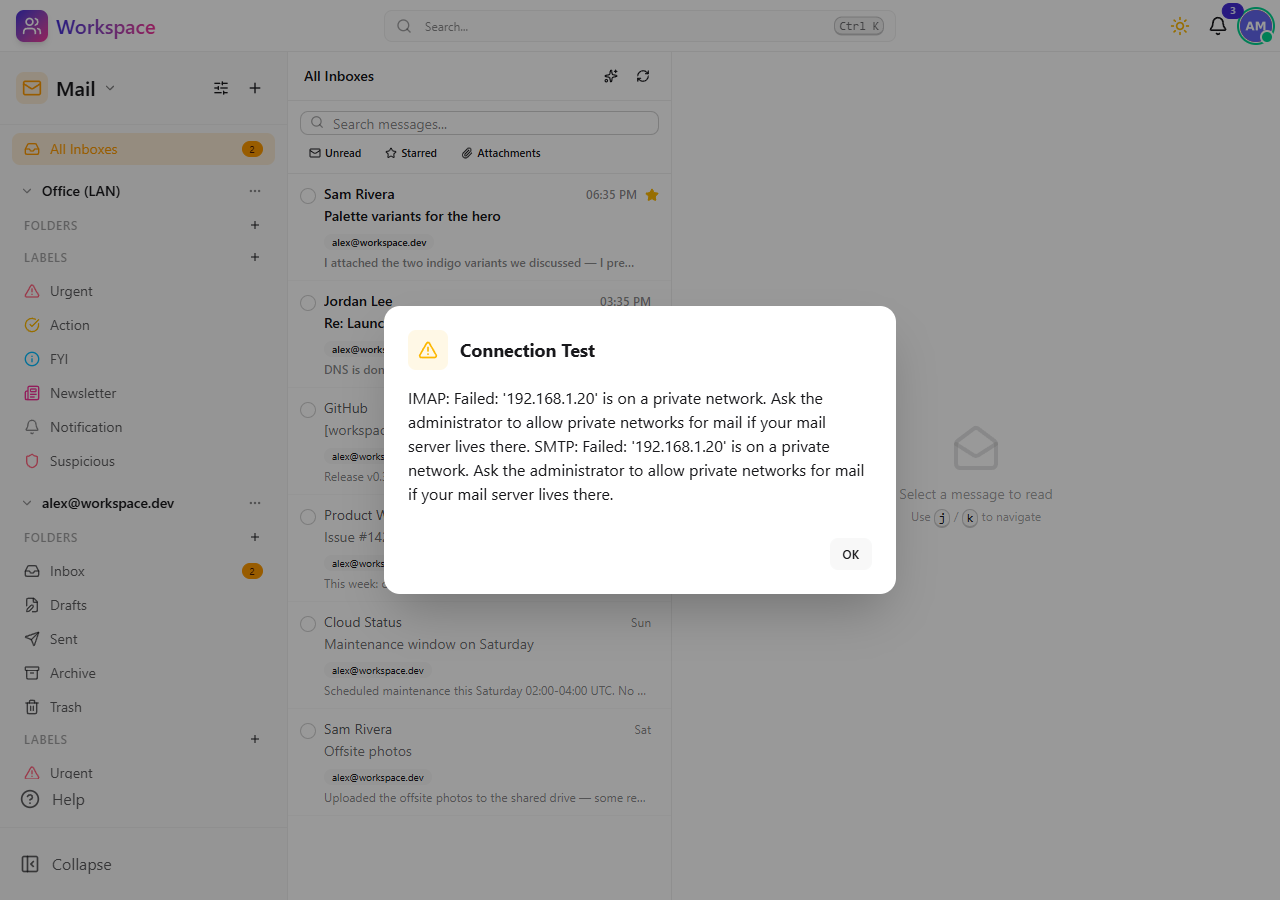 Workspace
Search...
Ctrl K
3
AM
Mail
All Inboxes
2
Office (LAN)
FOLDERS
LABELS
Urgent
Action
FYI
Newsletter
Notification
Suspicious
alex@workspace.dev
FOLDERS
Inbox
2
Drafts
Sent
Archive
Trash
LABELS
Urgent
Help
Collapse
All Inboxes
Search messages...
Unread
Starred
Attachments
Sam Rivera
06:35 PM
Palette variants for the hero
alex@workspace.dev
I attached the two indigo variants we discussed — I pre...
Jordan Lee
03:35 PM
Re: Launc
alex@works
DNS is don
GitHub
[workspac
alex@works
Release v0.
Product W
Issue #14
alex@works
This week:
Cloud Status
Sun
Maintenance window on Saturday
alex@workspace.dev
Scheduled maintenance this Saturday 02:00-04:00 UTC. No ...
Sam Rivera
Sat
Offsite photos
alex@workspace.dev
Uploaded the offsite photos to the shared drive — some re...
Connection Test
IMAP: Failed: '192.168.1.20' is on a private network. Ask the
administrator to allow private networks for mail if your mail
server lives there. SMTP: Failed: '192.168.1.20' is on a private
network. Ask the administrator to allow private networks for mail
if your mail server lives there.
OK
Select a message to read
Use j / k to navigate